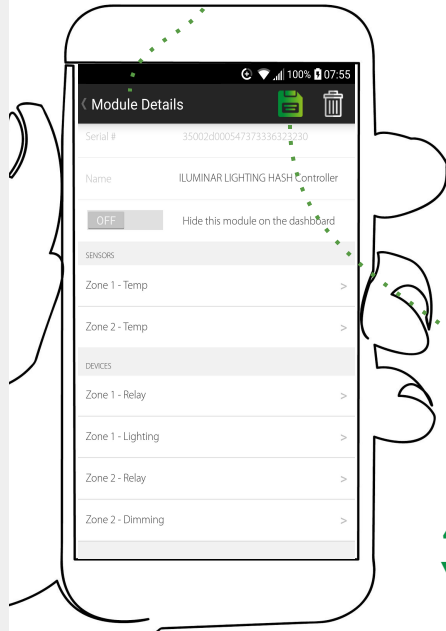 100% 07:55
Module Details
Serial # 35002d000547373336323230
Name ILUMINAR LIGHTING HASH Controller
OFF Hide this module on the dashboard
SENSORS
Zone 1 - Temp >
Zone 2 - Temp >
DEVICES
Zone 1 - Relay >
Zone 1 - Lighting >
Zone 2 - Relay >
Zone 2 - Dimming >